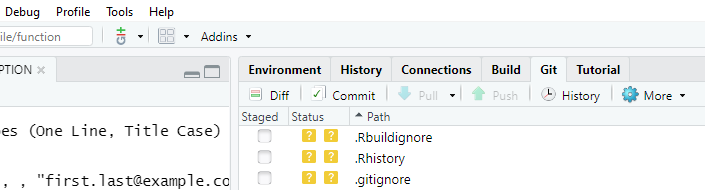 Debug Profile Tools Help
ile/function Addins
PTION Environment History Connections Build Git Tutorial
Diff Commit Pull Push History More
Staged Status Path
? ? .Rbuildignore
oes (One Line, Title Case)
? ? .Rhistory
, , "first.last@example.co ? ? .gitignore